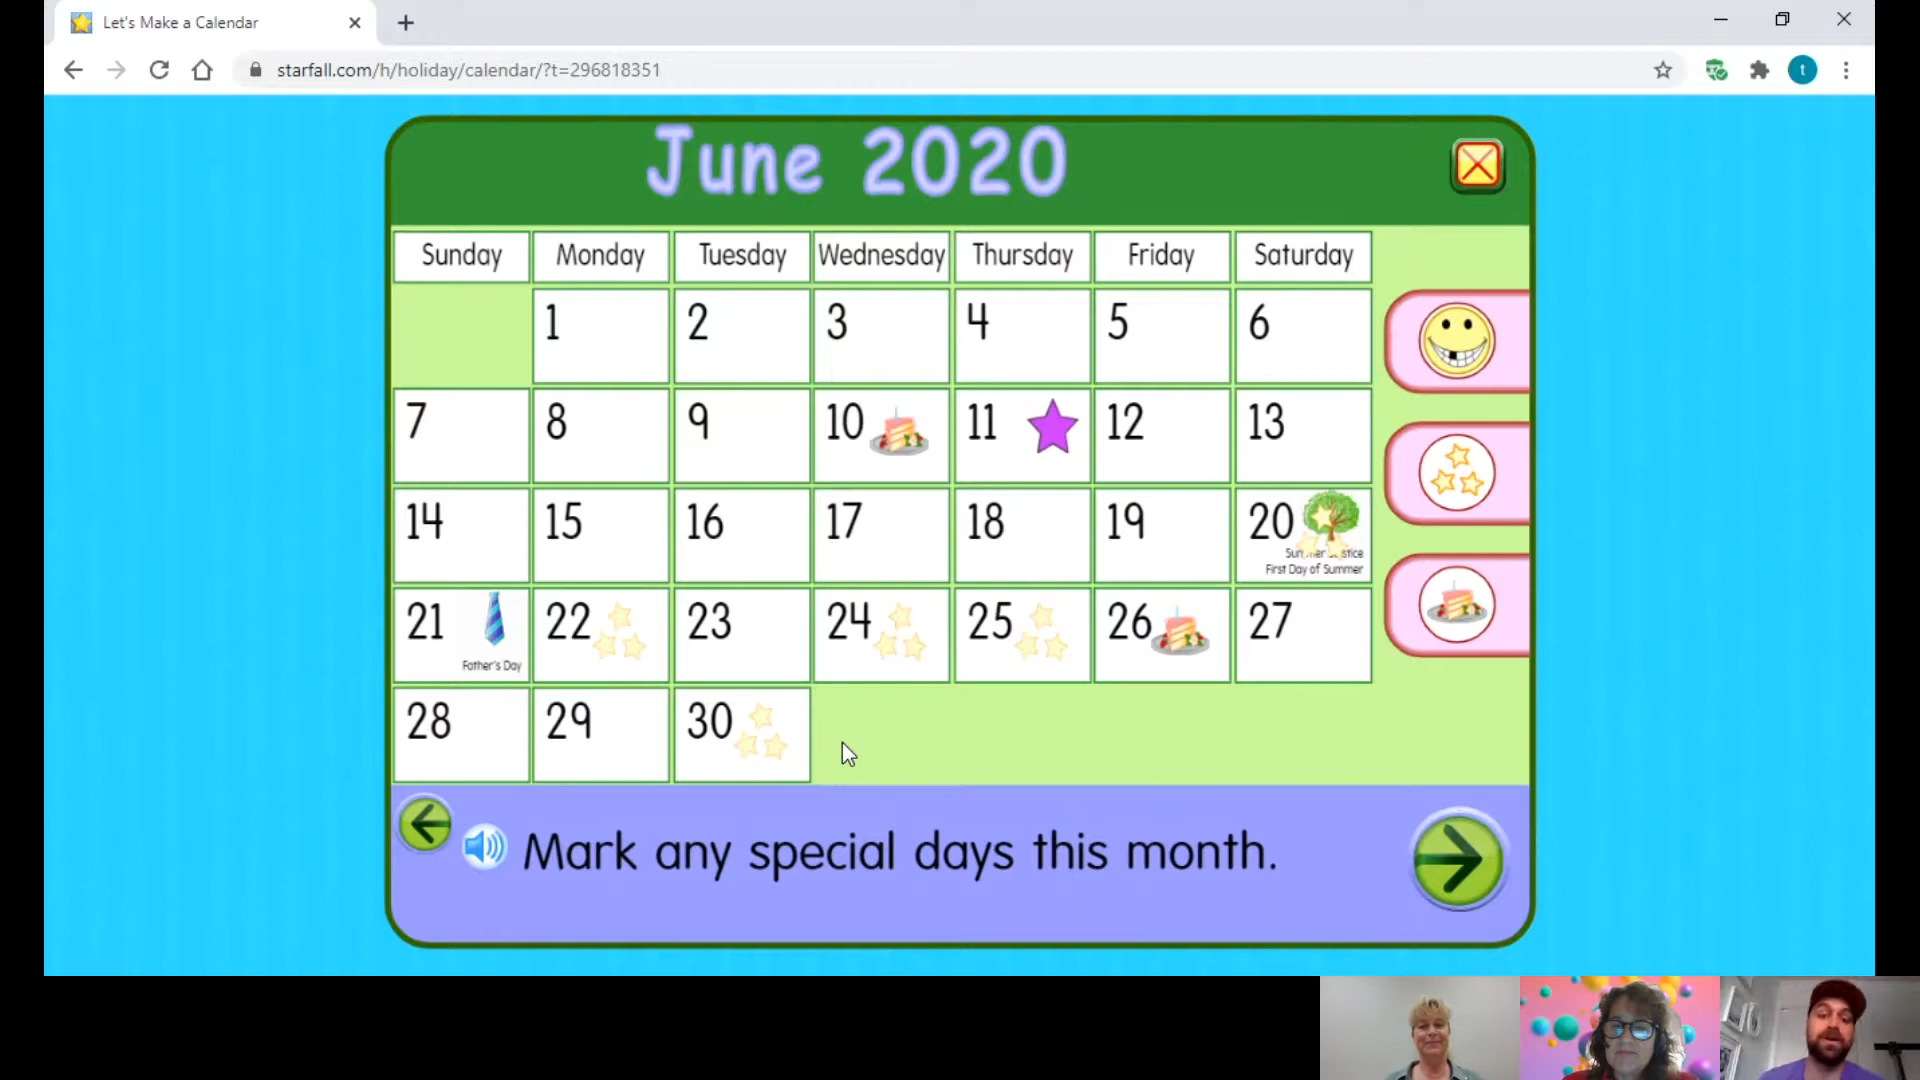 Let's Make a Calendar
starfall.com/h/holiday/calendar/?t=296818351
t
June 2020
Sunday Monday Tuesday Wednesday Thursday Friday Saturday
1 2 3 4 5 6
7 8 9 10 11 12 13
14 15 16 17 18 19 20
First Day of Summer
21 22 23 24 25 26 27
Father's Day
28 29 30
Mark any special days this month.